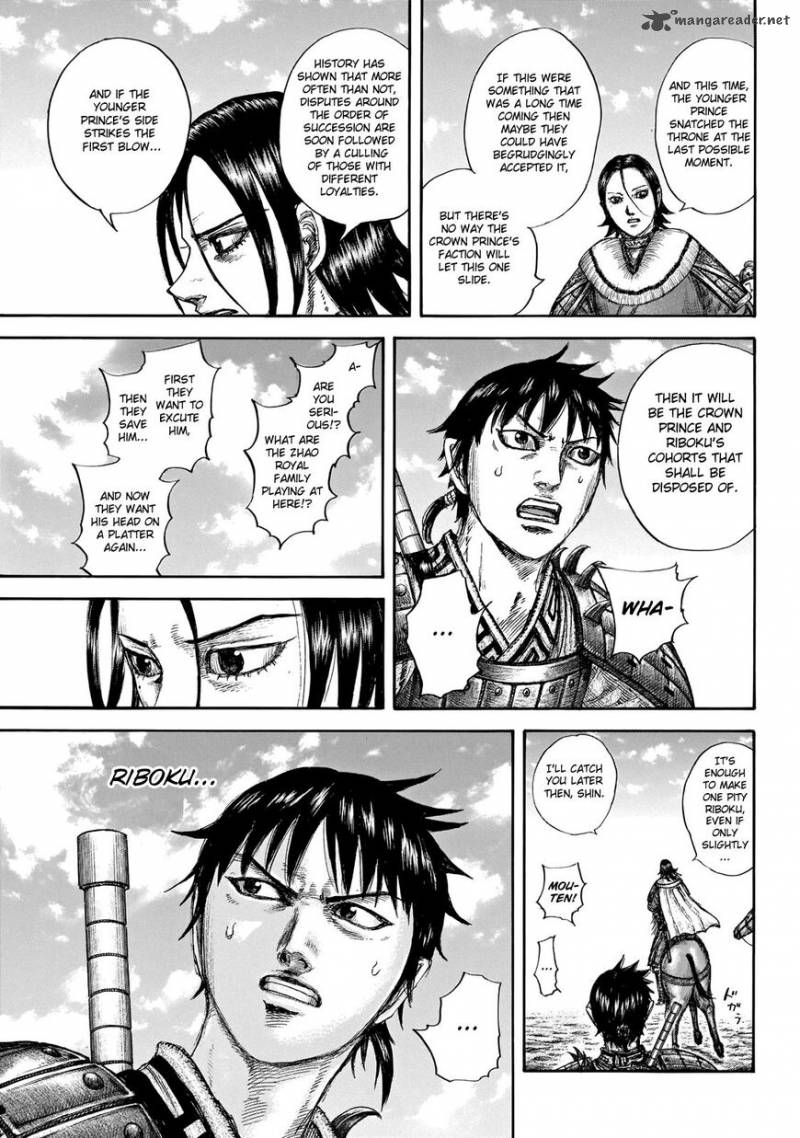 mangareader.net
AND THIS TIME,
THE YOUNGER
PRINCE
SNATCHED
THE THRONE AT
THE LAST POSSIBLE
MOMENT.
IF THIS WERE
SOMETHING THAT
WAS A LONG TIME
COMING THEN
MAYBE THEY
COULD HAVE
BEGRUDGINGLY
ACCEPTED IT,
BUT THERE'S
NO WAY THE
CROWN PRINCE'S
FACTION WILL
LET THIS ONE
SLIDE.
HISTORY HAS
SHOWN THAT MORE
OFTEN THAN NOT,
DISPUTES AROUND
THE ORDER OF
SUCCESSION ARE
SOON FOLLOWED
BY A CULLING OF
THOSE WITH
DIFFERENT
LOYALTIES.
AND IF THE
YOUNGER
PRINCE'S SIDE
STRIKES THE
FIRST BLOW...
THEN IT WILL
BE THE CROWN
PRINCE AND
RIBOKU'S
COHORTS THAT
SHALL BE
DISPOSED OF.
WHA-
...
A-
ARE
YOU
SERI-
OUS!?
WHAT ARE
THE ZHAO
ROYAL
FAMILY
PLAYING AT
HERE!?
FIRST
THEY
WANT TO
EXCUTE
HIM,
THEN
THEY
SAVE
HIM...
AND NOW
THEY WANT
HIS HEAD ON
A PLATTER
AGAIN...
IT'S
ENOUGH
TO MAKE
ONE PITY
RIBOKU,
EVEN IF
ONLY
SLIGHTLY
...
I'LL CATCH
YOU LATER
THEN, SHIN.
MOU-
TEN!
...
ドガラ
RIBOKU...
...